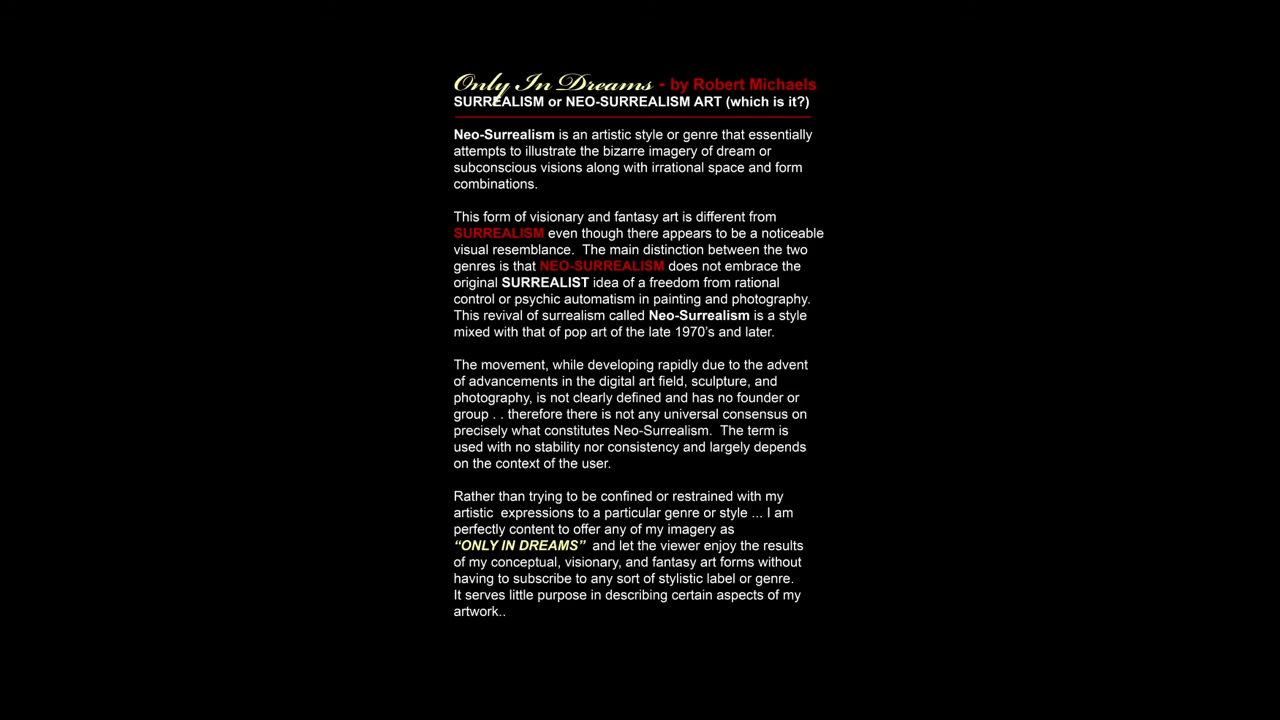 Only In Dreams - by Robert Michaels
SURREALISM or NEO-SURREALISM ART (which is it?)
Neo-Surrealism is an artistic style or genre that essentially
attempts to illustrate the bizarre imagery of dream or
subconscious visions along with irrational space and form
combinations.
This form of visionary and fantasy art is different from
SURREALISM even though there appears to be a noticeable
visual resemblance. The main distinction between the two
genres is that NEO-SURREALISM does not embrace the
original SURREALIST idea of a freedom from rational
control or psychic automatism in painting and photography.
This revival of surrealism called Neo-Surrealism is a style
mixed with that of pop art of the late 1970's and later.
The movement, while developing rapidly due to the advent
of advancements in the digital art field, sculpture, and
photography, is not clearly defined and has no founder or
group . . therefore there is not any universal consensus on
precisely what constitutes Neo-Surrealism. The term is
used with no stability nor consistency and largely depends
on the context of the user.
Rather than trying to be confined or restrained with my
artistic expressions to a particular genre or style ... I am
perfectly content to offer any of my imagery as
“ONLY IN DREAMS” and let the viewer enjoy the results
of my conceptual, visionary, and fantasy art forms without
having to subscribe to any sort of stylistic label or genre.
It serves little purpose in describing certain aspects of my
artwork..